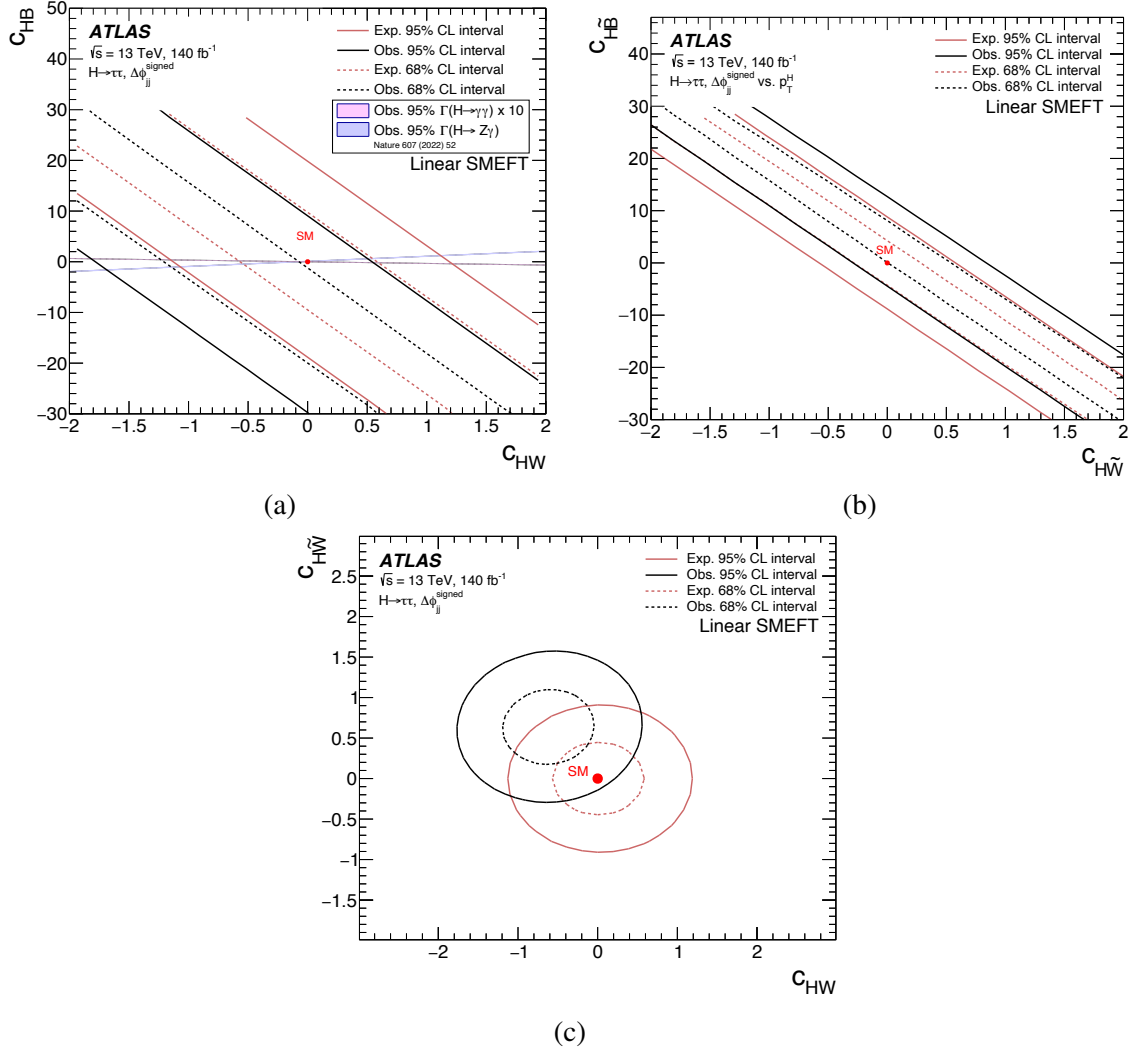 ATLAS
√s = 13 TeV, 140 fb⁻¹
H→ττ, Δϕ_jj^signed
Exp. 95% CL interval
Obs. 95% CL interval
Exp. 68% CL interval
Obs. 68% CL interval
Obs. 95% Γ(H→γγ) x 10
Obs. 95% Γ(H→ Zγ)
Nature 607 (2022) 52
Linear SMEFT
SM
c_HB
50
40
30
20
10
0
−10
−20
−30
−2 −1.5 −1 −0.5 0 0.5 1 1.5 2
c_HW
(a)
ATLAS
√s = 13 TeV, 140 fb⁻¹
H→ττ, Δϕ_jj^signed vs. p_T^H
Exp. 95% CL interval
Obs. 95% CL interval
Exp. 68% CL interval
Obs. 68% CL interval
Linear SMEFT
SM
c_HB̃
50
40
30
20
10
0
−10
−20
−30
−2 −1.5 −1 −0.5 0 0.5 1 1.5 2
c_HW̃
(b)
ATLAS
√s = 13 TeV, 140 fb⁻¹
H→ττ, Δϕ_jj^signed
Exp. 95% CL interval
Obs. 95% CL interval
Exp. 68% CL interval
Obs. 68% CL interval
Linear SMEFT
SM
c_HW̃
2.5
2
1.5
1
0.5
0
−0.5
−1
−1.5
−2 −1 0 1 2
c_HW
(c)